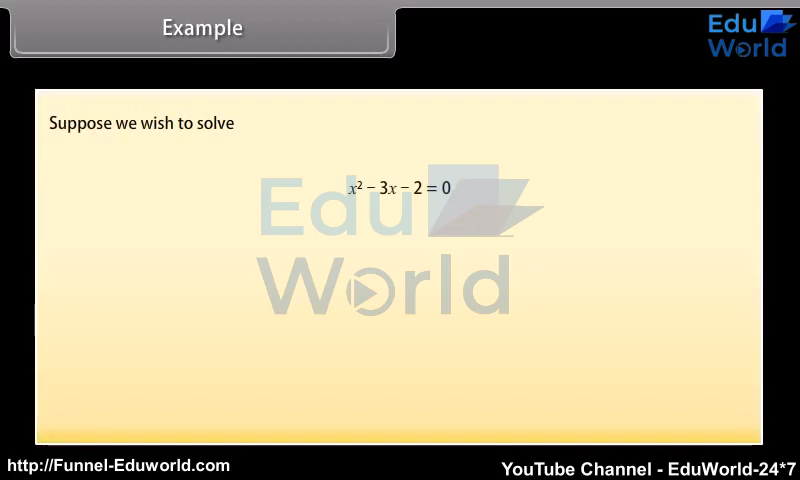 Example
Edu
World
Suppose we wish to solve
x² − 3x − 2 = 0
Edu
World
http://Funnel-Eduworld.com
YouTube Channel - EduWorld-24*7